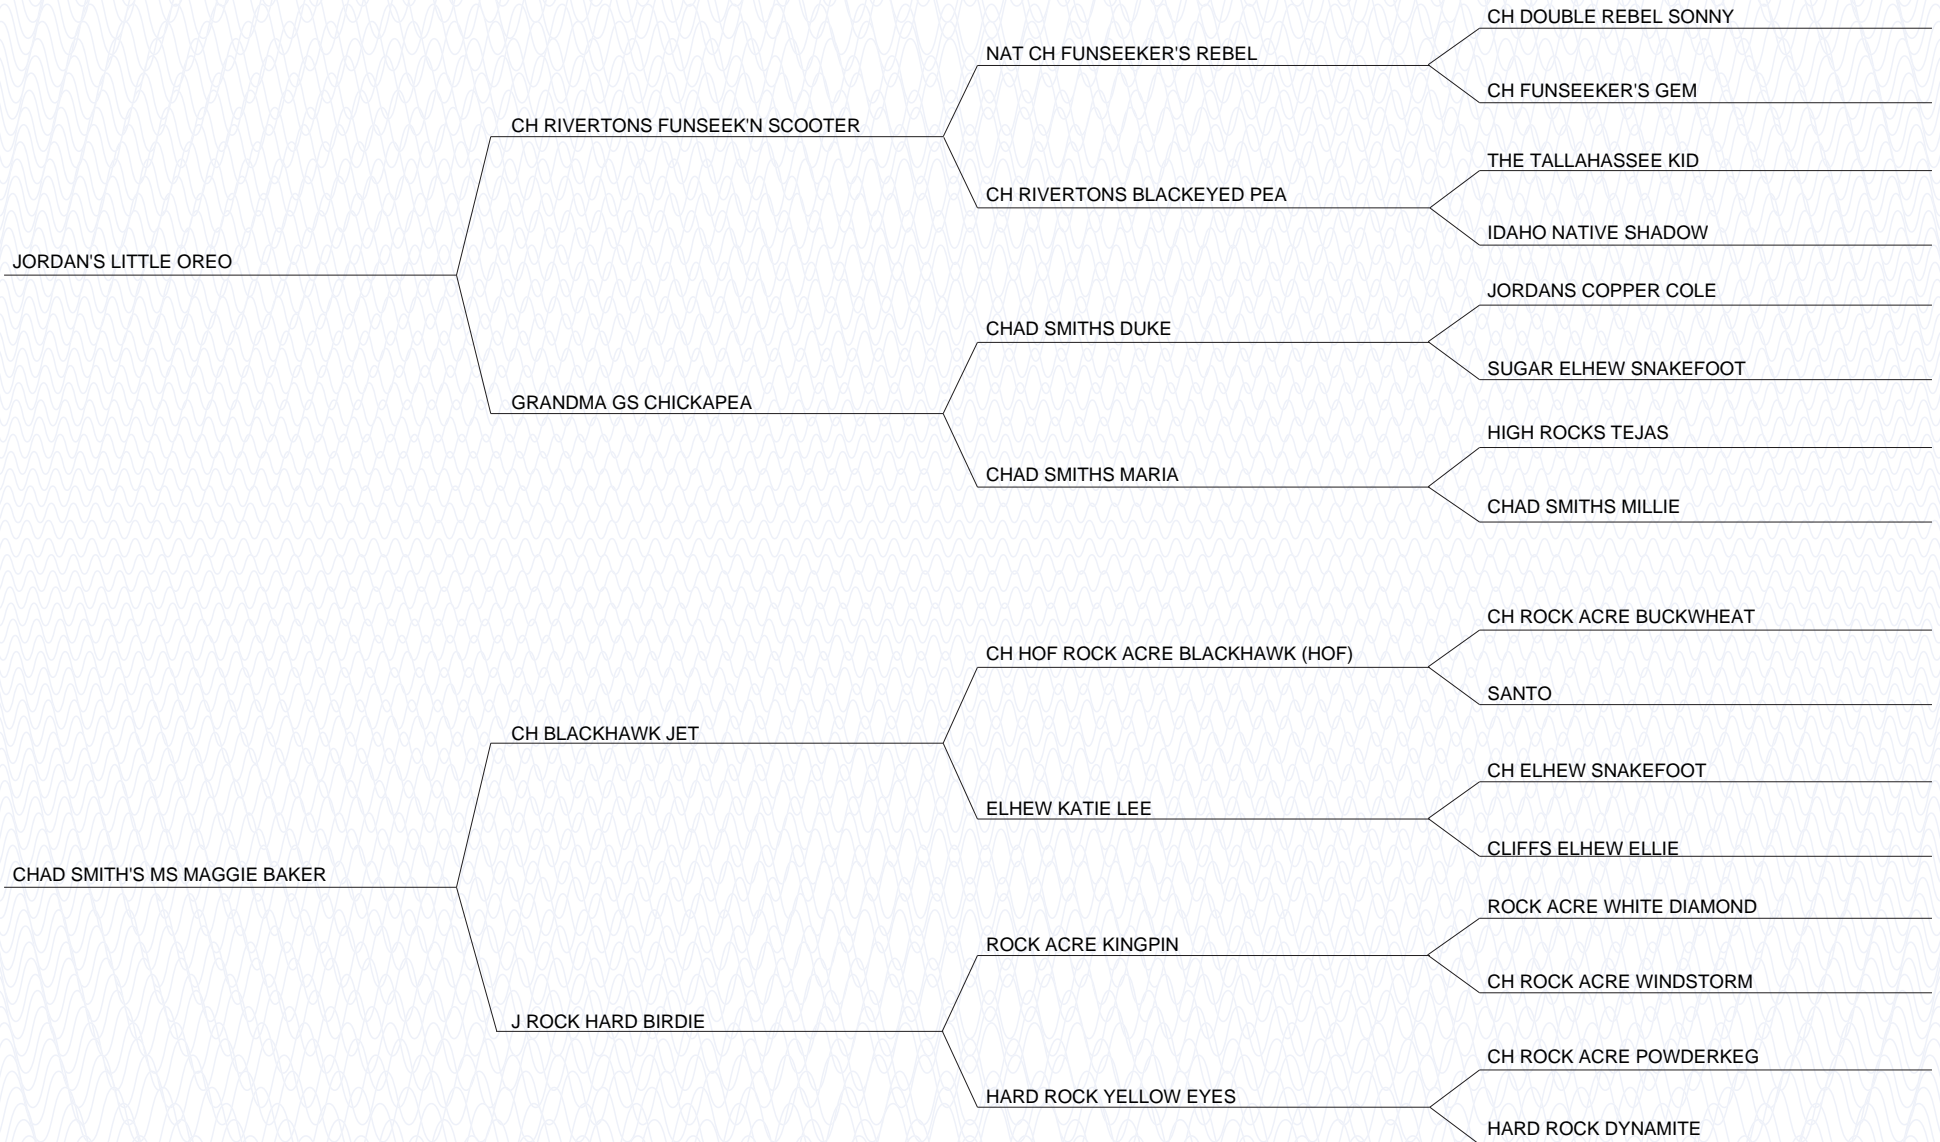 CH DOUBLE REBEL SONNY
NAT CH FUNSEEKER'S REBEL
CH FUNSEEKER'S GEM
CH RIVERTONS FUNSEEK'N SCOOTER
THE TALLAHASSEE KID
CH RIVERTONS BLACKEYED PEA
IDAHO NATIVE SHADOW
JORDAN'S LITTLE OREO
JORDANS COPPER COLE
CHAD SMITHS DUKE
SUGAR ELHEW SNAKEFOOT
GRANDMA GS CHICKAPEA
HIGH ROCKS TEJAS
CHAD SMITHS MARIA
CHAD SMITHS MILLIE
CH ROCK ACRE BUCKWHEAT
CH HOF ROCK ACRE BLACKHAWK (HOF)
SANTO
CH BLACKHAWK JET
CH ELHEW SNAKEFOOT
ELHEW KATIE LEE
CLIFFS ELHEW ELLIE
CHAD SMITH'S MS MAGGIE BAKER
ROCK ACRE WHITE DIAMOND
ROCK ACRE KINGPIN
CH ROCK ACRE WINDSTORM
J ROCK HARD BIRDIE
CH ROCK ACRE POWDERKEG
HARD ROCK YELLOW EYES
HARD ROCK DYNAMITE